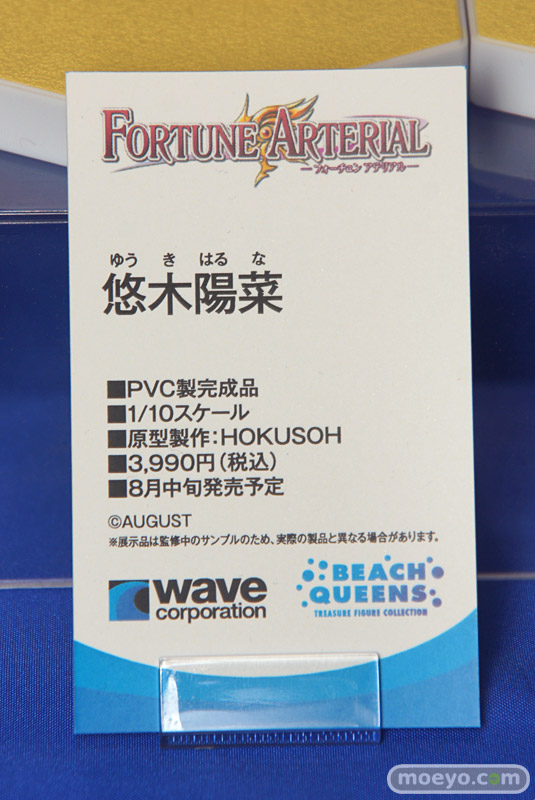 FORTUNE ARTERIAL
フォーチュン アテリアル
ゆう き はる な
悠木陽菜
■PVC製完成品
■1/10スケール
■原型製作：HOKUSOH
■3,990円（税込）
■8月中旬発売予定
©AUGUST
※展示品は監修中のサンプルのため、実際の製品と異なる場合があります。
wave
corporation
BEACH
QUEENS
TREASURE FIGURE COLLECTION
moeyo.com